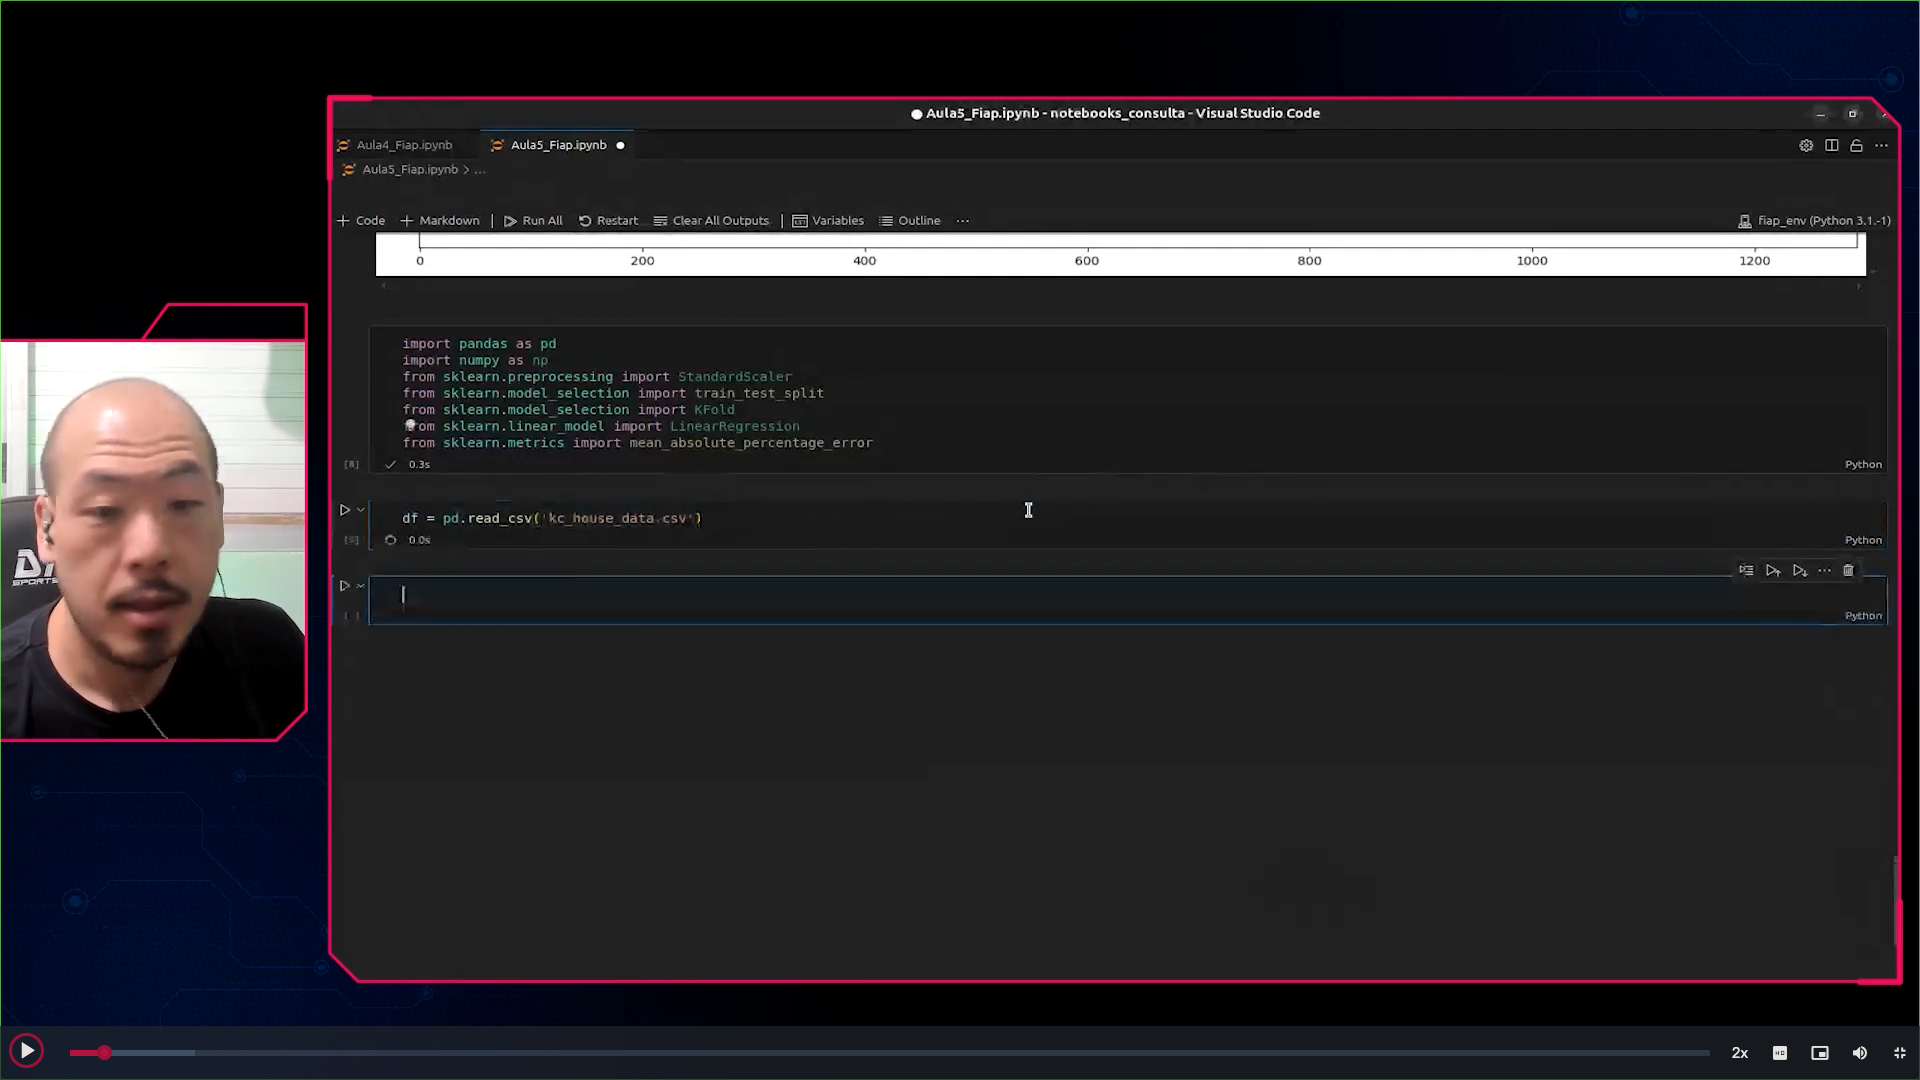 Aula5_Fiap.ipynb - notebooks_consulta - Visual Studio Code
Aula4_Fiap.ipynb
Aula5_Fiap.ipynb
Aula5_Fiap.ipynb > ...
+ Code + Markdown | Run All Restart Clear All Outputs | Variables Outline ...
fiap_env (Python 3.1.-1)
0 200 400 600 800 1000 1200
import pandas as pd
import numpy as np
from sklearn.preprocessing import StandardScaler
from sklearn.model_selection import train_test_split
from sklearn.model_selection import KFold
from sklearn.linear_model import LinearRegression
from sklearn.metrics import mean_absolute_percentage_error
[8] 0.3s Python
df = pd.read_csv('kc_house_data.csv')
[9] 0.0s Python
[ ] Python
SPORTS
2x